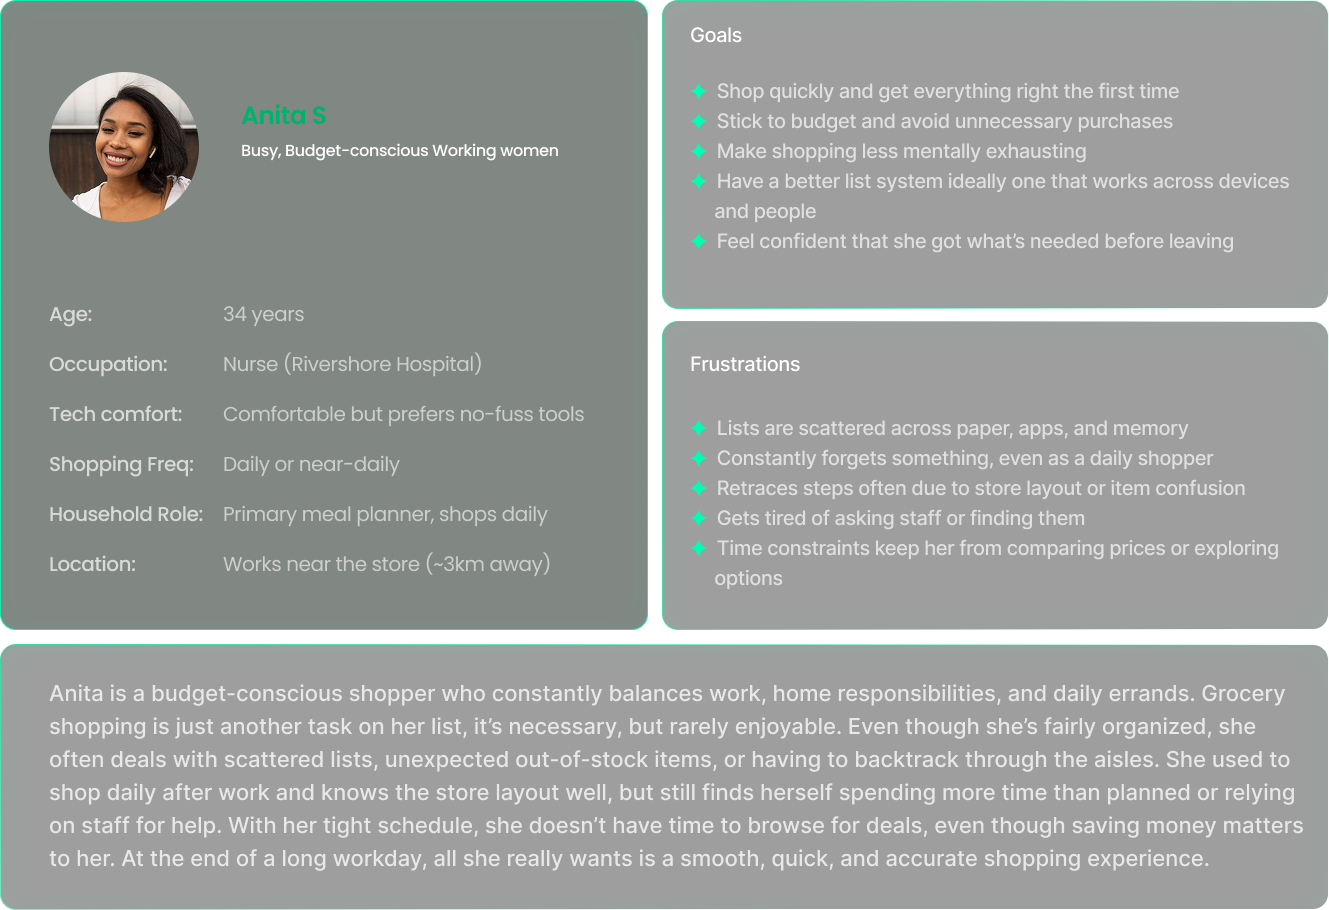 Anita S
Busy, Budget-conscious Working women
Age: 34 years
Occupation: Nurse (Rivershore Hospital)
Tech comfort: Comfortable but prefers no-fuss tools
Shopping Freq: Daily or near-daily
Household Role: Primary meal planner, shops daily
Location: Works near the store (~3km away)
Goals
Shop quickly and get everything right the first time
Stick to budget and avoid unnecessary purchases
Make shopping less mentally exhausting
Have a better list system ideally one that works across devices
and people
Feel confident that she got what’s needed before leaving
Frustrations
Lists are scattered across paper, apps, and memory
Constantly forgets something, even as a daily shopper
Retraces steps often due to store layout or item confusion
Gets tired of asking staff or finding them
Time constraints keep her from comparing prices or exploring
options
Anita is a budget-conscious shopper who constantly balances work, home responsibilities, and daily errands. Grocery
shopping is just another task on her list, it’s necessary, but rarely enjoyable. Even though she’s fairly organized, she
often deals with scattered lists, unexpected out-of-stock items, or having to backtrack through the aisles. She used to
shop daily after work and knows the store layout well, but still finds herself spending more time than planned or relying
on staff for help. With her tight schedule, she doesn’t have time to browse for deals, even though saving money matters
to her. At the end of a long workday, all she really wants is a smooth, quick, and accurate shopping experience.